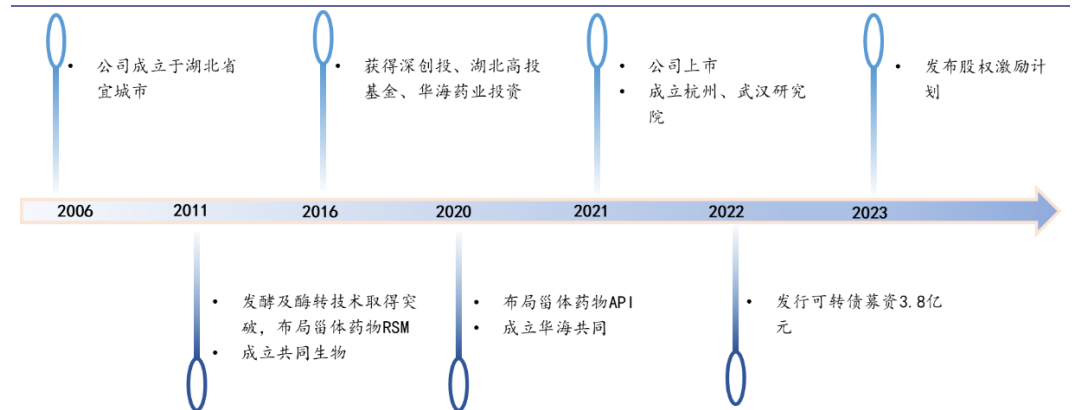 • 公司成立于湖北省
宜城市
• 获得深创投、湖北高投
基金、华海药业投资
• 公司上市
• 成立杭州、武汉研究
院
• 发布股权激励计
划
2006 2011 2016 2020 2021 2022 2023
• 发酵及酶转技术取得突
破，布局甾体药物RSM
• 成立共同生物
• 布局甾体药物API
• 成立华海共同
• 发行可转债募资3.8亿
元